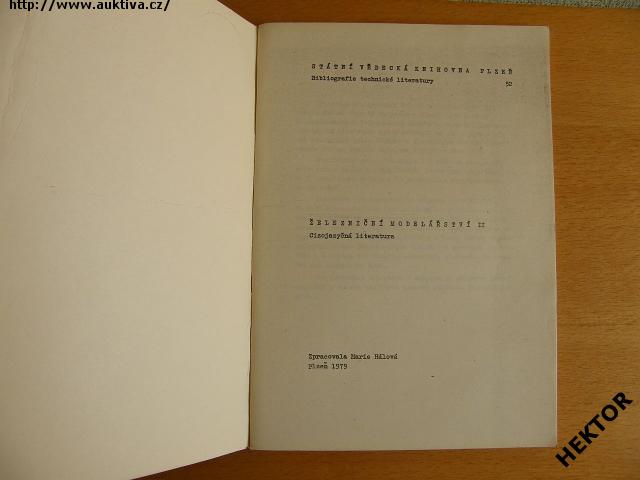 http://www.auktiva.cz/
STÁTNÍ VĚDECKÁ KNIHOVNA PLZEŇ
Bibliografie technické literatury 52
ŽELEZNIČNÍ MODELÁŘSTVÍ II
Cizojazyčná literatura
Zpracovala Marie Hálová
Plzeň 1979
HEKTOR